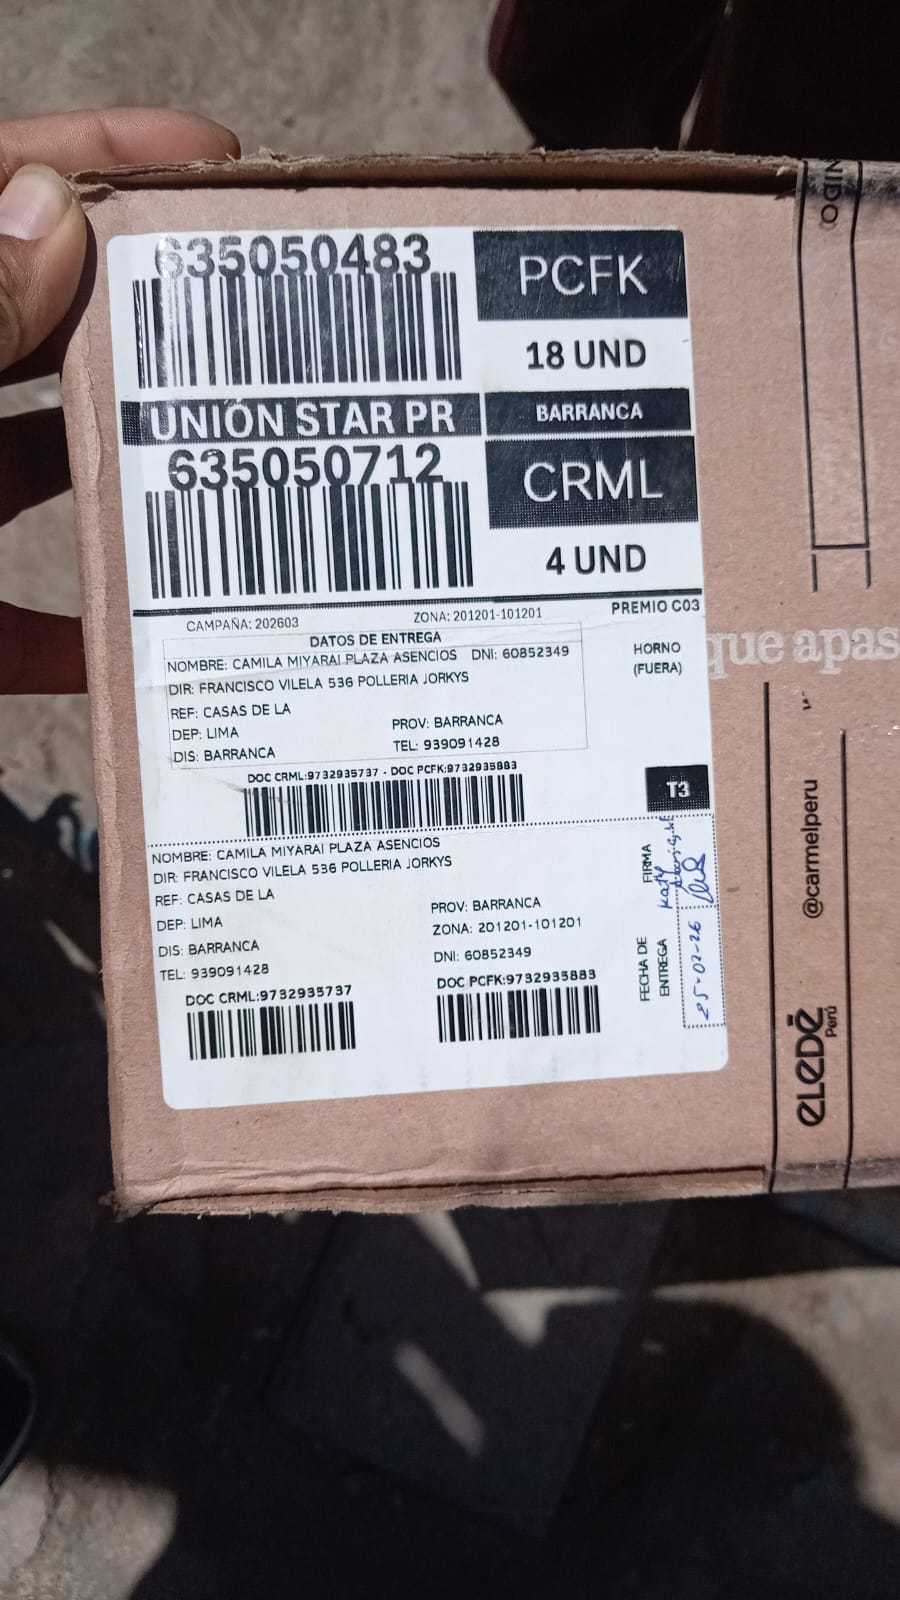 635050483
PCFK
18 UND
UNIÓN STAR PR
BARRANCA
635050712
CRML
4 UND
CAMPAÑA: 202603
ZONA: 201201-101201
PREMIO C03
DATOS DE ENTREGA
NOMBRE: CAMILA MIYARAI PLAZA ASENCIOS DNI: 60852349
HORNO
(FUERA)
DIR: FRANCISCO VILELA 536 POLLERIA JORKYS
REF: CASAS DE LA
DEP: LIMA
PROV: BARRANCA
DIS: BARRANCA
TEL: 939091428
DOC CRML:9732935737 - DOC PCFK:9732935883
T3
NOMBRE: CAMILA MIYARAI PLAZA ASENCIOS
DIR: FRANCISCO VILELA 536 POLLERIA JORKYS
REF: CASAS DE LA
DEP: LIMA
PROV: BARRANCA
ZONA: 201201-101201
DIS: BARRANCA
DNI: 60852349
TEL: 939091428
DOC CRML:9732935737
DOC PCFK:9732935883
FIRMA
Katy
FECHA DE
ENTREGA
25-02-26
que apas
@carmelperu
eLeDē
Perú